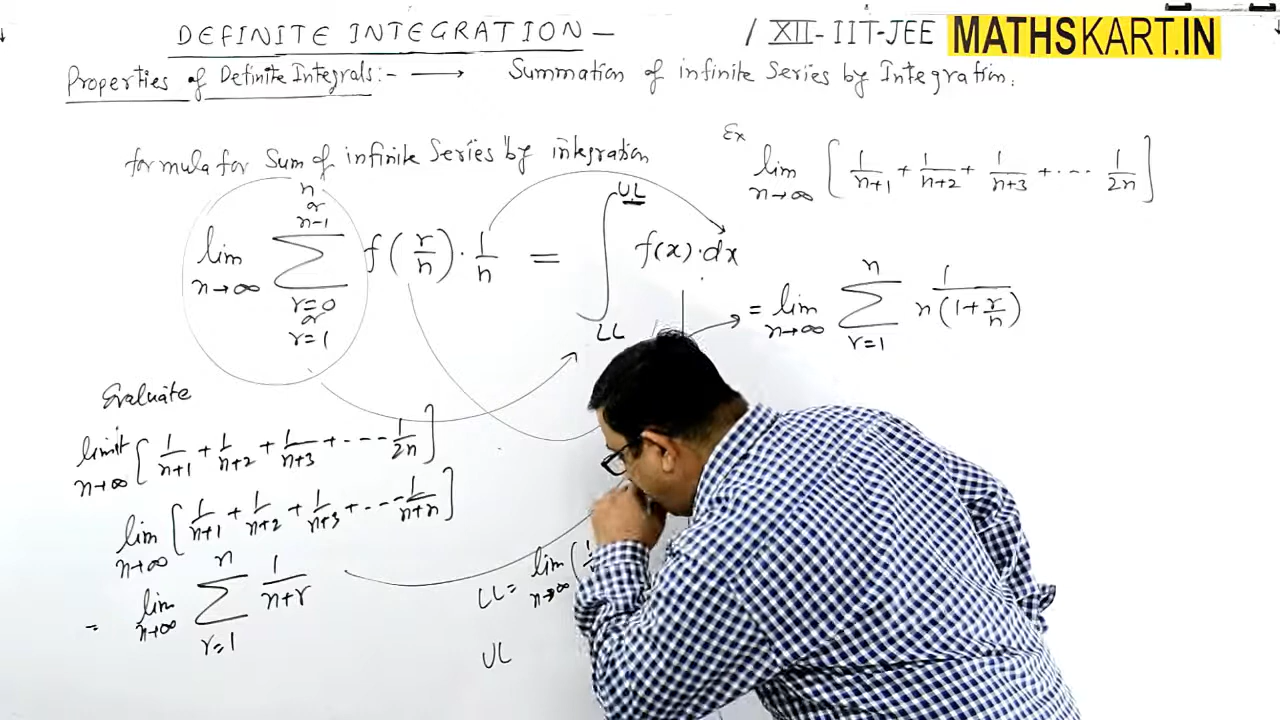 DEFINITE INTEGRATION –
/ XII - IIT-JEE MATHSKART.IN
Properties of Definite Integrals:- ⟶ Summation of infinite Series by Integration.
formula for Sum of infinite Series by integration
lim n→∞ ∑ (n or n-1) (r=0 or r=1) f(r/n)·1/n = ∫ UL LL f(x)·dx
Evaluate
limit n→∞ [1/(n+1) + 1/(n+2) + 1/(n+3) + ---- 1/2n]
lim n→∞ [1/(n+1) + 1/(n+2) + 1/(n+3) + --- 1/(n+n)]
= lim n→∞ ∑ n r=1 1/(n+r)
LL = lim n→∞ (1
UL
Ex
lim n→∞ [1/(n+1) + 1/(n+2) + 1/(n+3) + ---- 1/2n]
= lim n→∞ ∑ n r=1 1/(n(1+r/n))